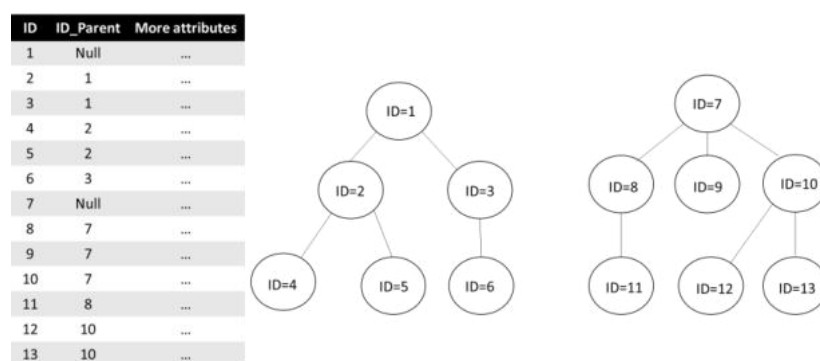 ID ID_Parent More attributes
1 Null ...
2 1 ...
3 1 ...
4 2 ...
5 2 ...
6 3 ...
7 Null ...
8 7 ...
9 7 ...
10 7 ...
11 8 ...
12 10 ...
13 10 ...
ID=1
ID=2 ID=3
ID=4 ID=5 ID=6
ID=7
ID=8 ID=9 ID=10
ID=11 ID=12 ID=13